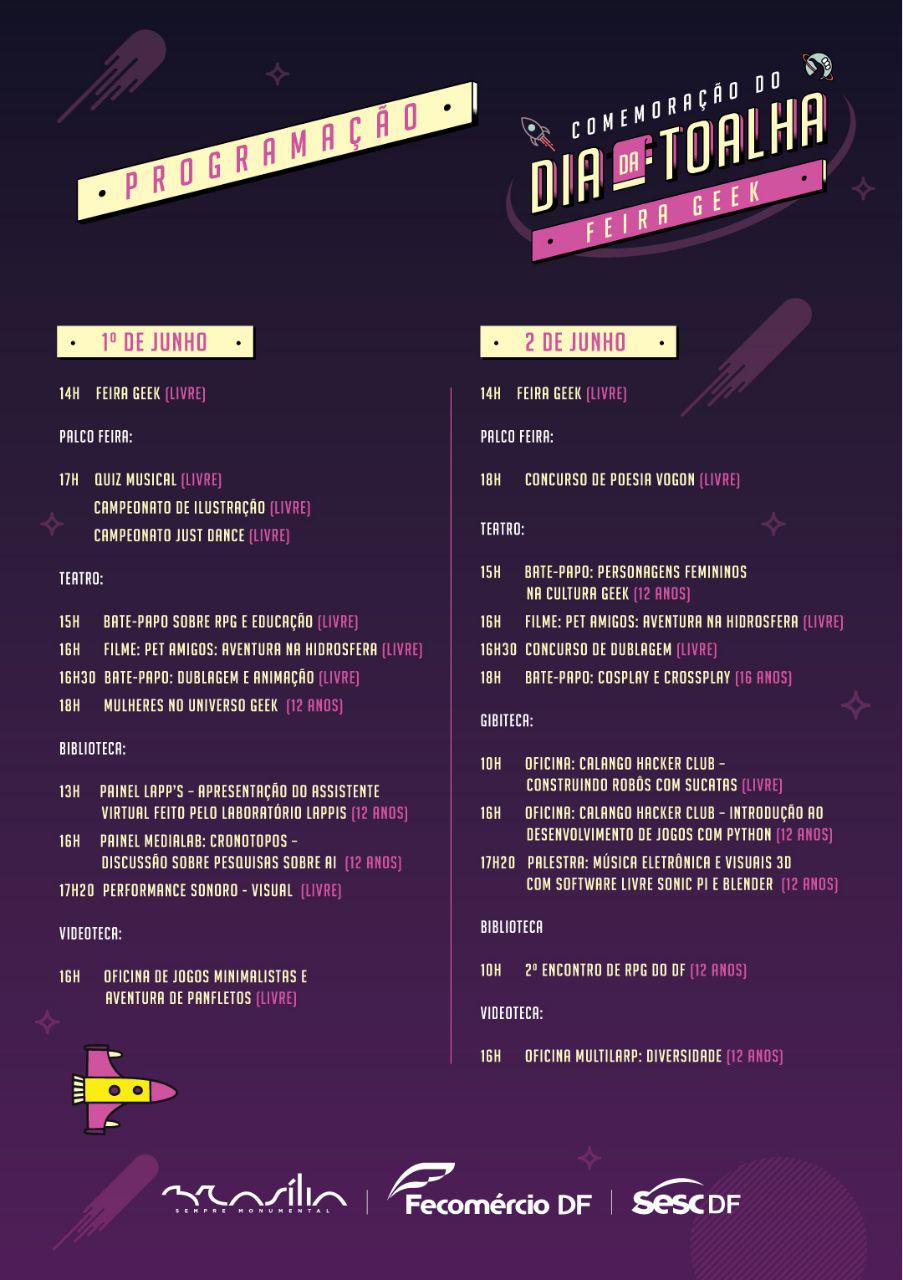 PROGRAMAÇÃO
COMEMORAÇÃO DO
DIA DA TOALHA
FEIRA GEEK
1º DE JUNHO
14H FEIRA GEEK (LIVRE)
PALCO FEIRA:
17H QUIZ MUSICAL (LIVRE)
CAMPEONATO DE ILUSTRAÇÃO (LIVRE)
CAMPEONATO JUST DANCE (LIVRE)
TEATRO:
15H BATE-PAPO SOBRE RPG E EDUCAÇÃO (LIVRE)
16H FILME: PET AMIGOS: AVENTURA NA HIDROSFERA (LIVRE)
16H30 BATE-PAPO: DUBLAGEM E ANIMAÇÃO (LIVRE)
18H MULHERES NO UNIVERSO GEEK (12 ANOS)
BIBLIOTECA:
13H PAINEL LAPP'S – APRESENTAÇÃO DO ASSISTENTE
VIRTUAL FEITO PELO LABORATÓRIO LAPPIS (12 ANOS)
16H PAINEL MEDIALAB: CRONOTOPOS –
DISCUSSÃO SOBRE PESQUISAS SOBRE AI (12 ANOS)
17H20 PERFORMANCE SONORO - VISUAL (LIVRE)
VIDEOTECA:
16H OFICINA DE JOGOS MINIMALISTAS E
AVENTURA DE PANFLETOS (LIVRE)
2 DE JUNHO
14H FEIRA GEEK (LIVRE)
PALCO FEIRA:
18H CONCURSO DE POESIA VOGON (LIVRE)
TEATRO:
15H BATE-PAPO: PERSONAGENS FEMININOS
NA CULTURA GEEK (12 ANOS)
16H FILME: PET AMIGOS: AVENTURA NA HIDROSFERA (LIVRE)
16H30 CONCURSO DE DUBLAGEM (LIVRE)
18H BATE-PAPO: COSPLAY E CROSSPLAY (16 ANOS)
GIBITECA:
10H OFICINA: CALANGO HACKER CLUB –
CONSTRUINDO ROBÔS COM SUCATAS (LIVRE)
16H OFICINA: CALANGO HACKER CLUB – INTRODUÇÃO AO
DESENVOLVIMENTO DE JOGOS COM PYTHON (12 ANOS)
17H20 PALESTRA: MÚSICA ELETRÔNICA E VISUAIS 3D
COM SOFTWARE LIVRE SONIC PI E BLENDER (12 ANOS)
BIBLIOTECA
10H 2º ENCONTRO DE RPG DO DF (12 ANOS)
VIDEOTECA:
16H OFICINA MULTILARP: DIVERSIDADE (12 ANOS)
Brasília
SEMPRE MONUMENTAL
Fecomércio DF
Sesc DF